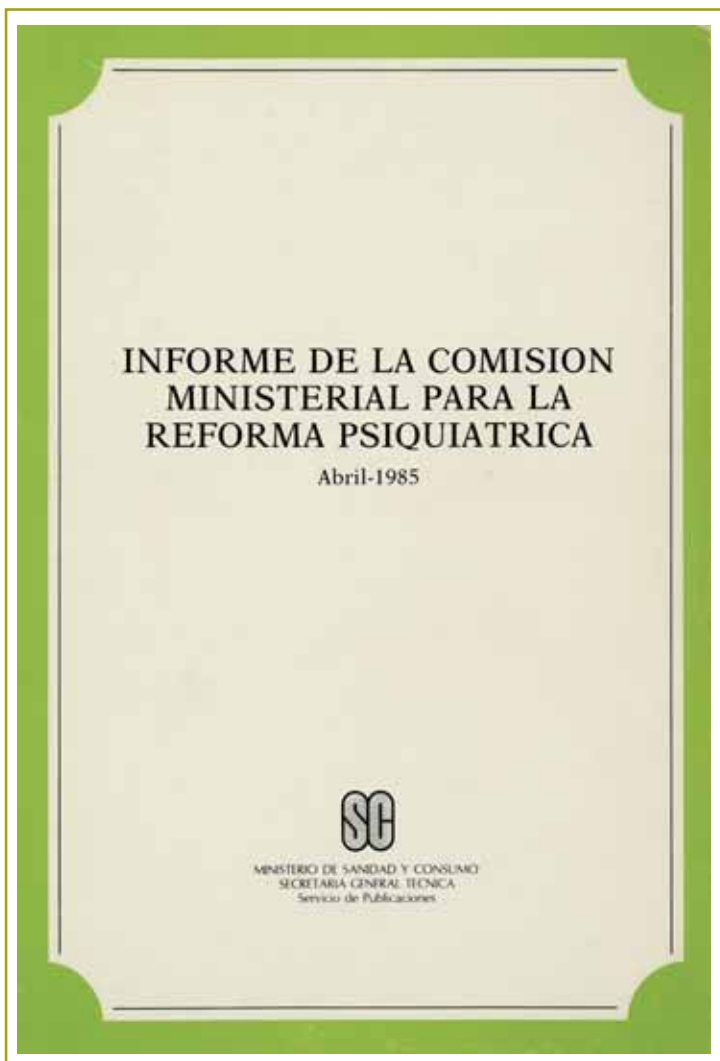 INFORME DE LA COMISION
MINISTERIAL PARA LA
REFORMA PSIQUIATRICA
Abril-1985
SC
MINISTERIO DE SANIDAD Y CONSUMO
SECRETARIA GENERAL TECNICA
Servicio de Publicaciones